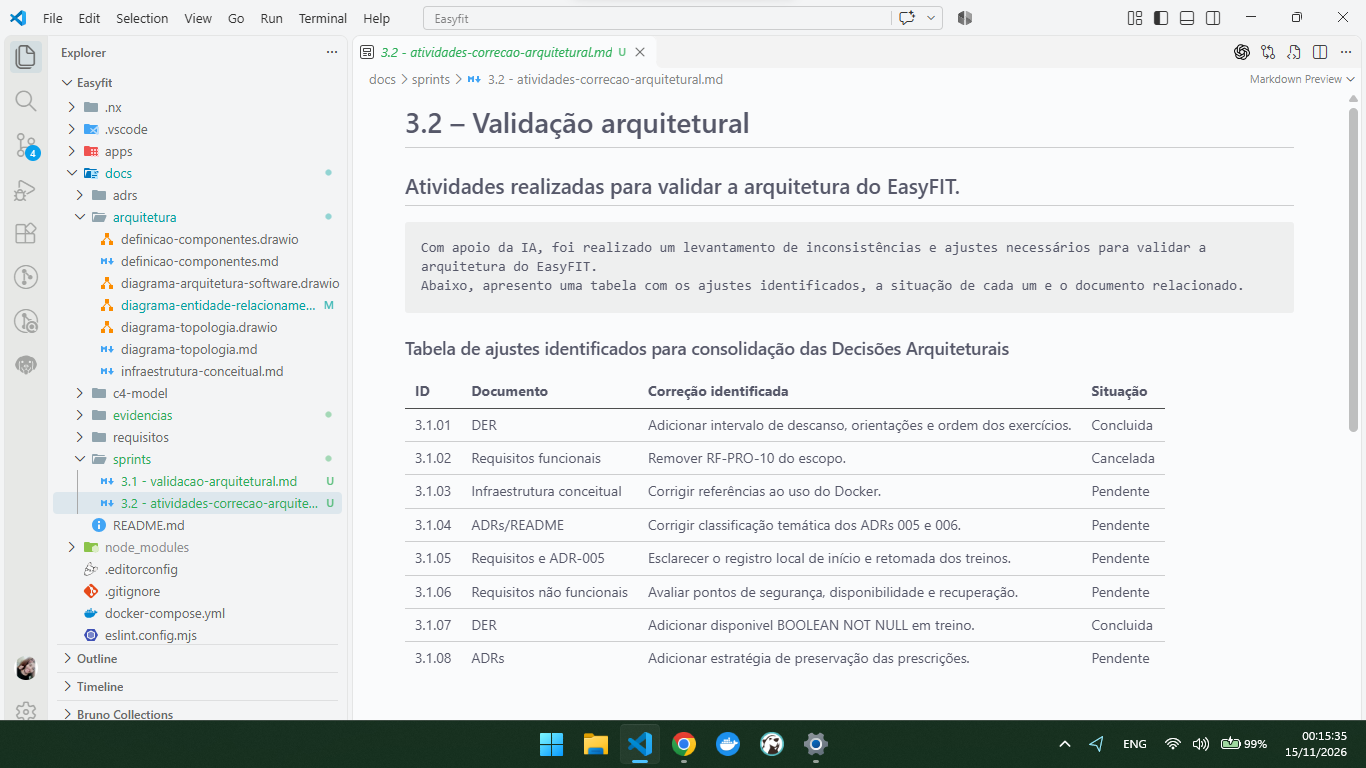 File Edit Selection View Go Run Terminal Help
Easyfit
Explorer
Easyfit
.nx
.vscode
apps
docs
adrs
arquitetura
definicao-componentes.drawio
definicao-componentes.md
diagrama-arquitetura-software.drawio
diagrama-entidade-relacioname... M
diagrama-topologia.drawio
diagrama-topologia.md
infraestrutura-conceitual.md
c4-model
evidencias
requisitos
sprints
3.1 - validacao-arquitetural.md U
3.2 - atividades-correcao-arquite... U
README.md
node_modules
.editorconfig
.gitignore
docker-compose.yml
eslint.config.mjs
Outline
Timeline
Bruno Collections
4
3.2 - atividades-correcao-arquitetural.md U
docs > sprints > 3.2 - atividades-correcao-arquitetural.md
Markdown Preview
3.2 – Validação arquitetural
Atividades realizadas para validar a arquitetura do EasyFIT.
Com apoio da IA, foi realizado um levantamento de inconsistências e ajustes necessários para validar a
arquitetura do EasyFIT.
Abaixo, apresento uma tabela com os ajustes identificados, a situação de cada um e o documento relacionado.
Tabela de ajustes identificados para consolidação das Decisões Arquiteturais
ID Documento Correção identificada Situação
3.1.01 DER Adicionar intervalo de descanso, orientações e ordem dos exercícios. Concluida
3.1.02 Requisitos funcionais Remover RF-PRO-10 do escopo. Cancelada
3.1.03 Infraestrutura conceitual Corrigir referências ao uso do Docker. Pendente
3.1.04 ADRs/README Corrigir classificação temática dos ADRs 005 e 006. Pendente
3.1.05 Requisitos e ADR-005 Esclarecer o registro local de início e retomada dos treinos. Pendente
3.1.06 Requisitos não funcionais Avaliar pontos de segurança, disponibilidade e recuperação. Pendente
3.1.07 DER Adicionar disponivel BOOLEAN NOT NULL em treino. Concluida
3.1.08 ADRs Adicionar estratégia de preservação das prescrições. Pendente
ENG 99% 00:15:35
15/11/2026